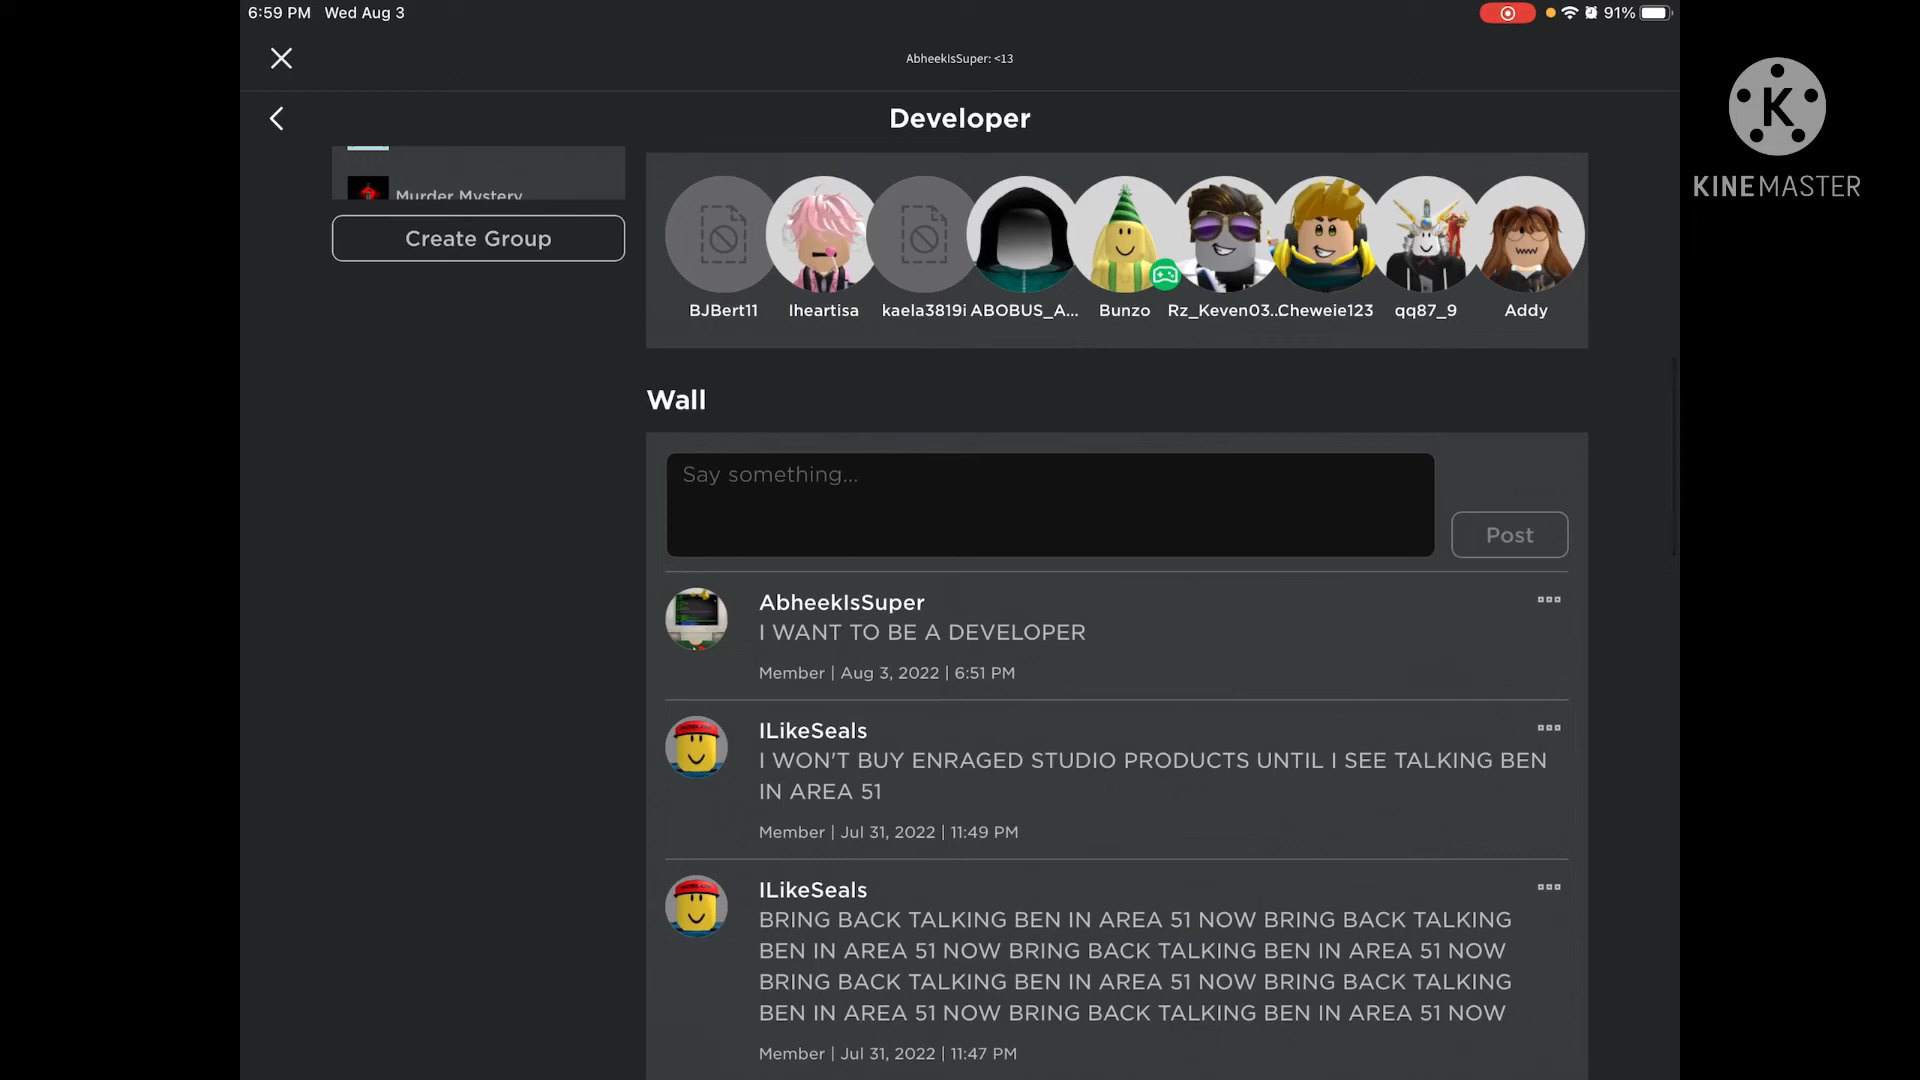 6:59 PM Wed Aug 3
91%
AbheekIsSuper: <13
KINEMASTER
Developer
Murder Mystery
Create Group
BJBert11 Iheartisa kaela3819i ABOBUS_A... Bunzo Rz_Keven03.. Cheweie123 qq87_9 Addy
Wall
Say something...
Post
AbheekIsSuper
I WANT TO BE A DEVELOPER
Member | Aug 3, 2022 | 6:51 PM
ILikeSeals
I WON'T BUY ENRAGED STUDIO PRODUCTS UNTIL I SEE TALKING BEN
IN AREA 51
Member | Jul 31, 2022 | 11:49 PM
ILikeSeals
BRING BACK TALKING BEN IN AREA 51 NOW BRING BACK TALKING
BEN IN AREA 51 NOW BRING BACK TALKING BEN IN AREA 51 NOW
BRING BACK TALKING BEN IN AREA 51 NOW BRING BACK TALKING
BEN IN AREA 51 NOW BRING BACK TALKING BEN IN AREA 51 NOW
Member | Jul 31, 2022 | 11:47 PM